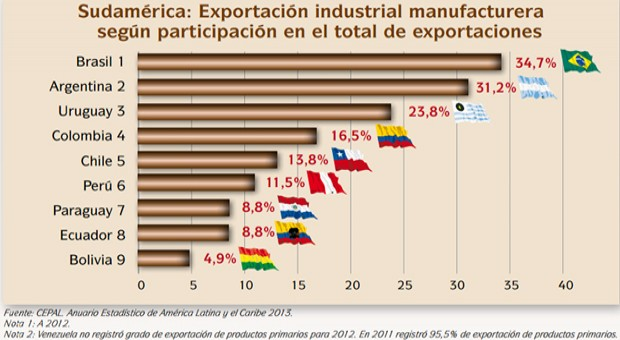 Sudamérica: Exportación industrial manufacturera
según participación en el total de exportaciones
Brasil 1 34,7%
Argentina 2 31,2%
Uruguay 3 23,8%
Colombia 4 16,5%
Chile 5 13,8%
Perú 6 11,5%
Paraguay 7 8,8%
Ecuador 8 8,8%
Bolivia 9 4,9%
0 5 10 15 20 25 30 35 40
Fuente: CEPAL. Anuario Estadístico de América Latina y el Caribe 2013.
Nota 1: A 2012.
Nota 2: Venezuela no registró grado de exportación de productos primarios para 2012. En 2011 registró 95,5% de exportación de productos primarios.